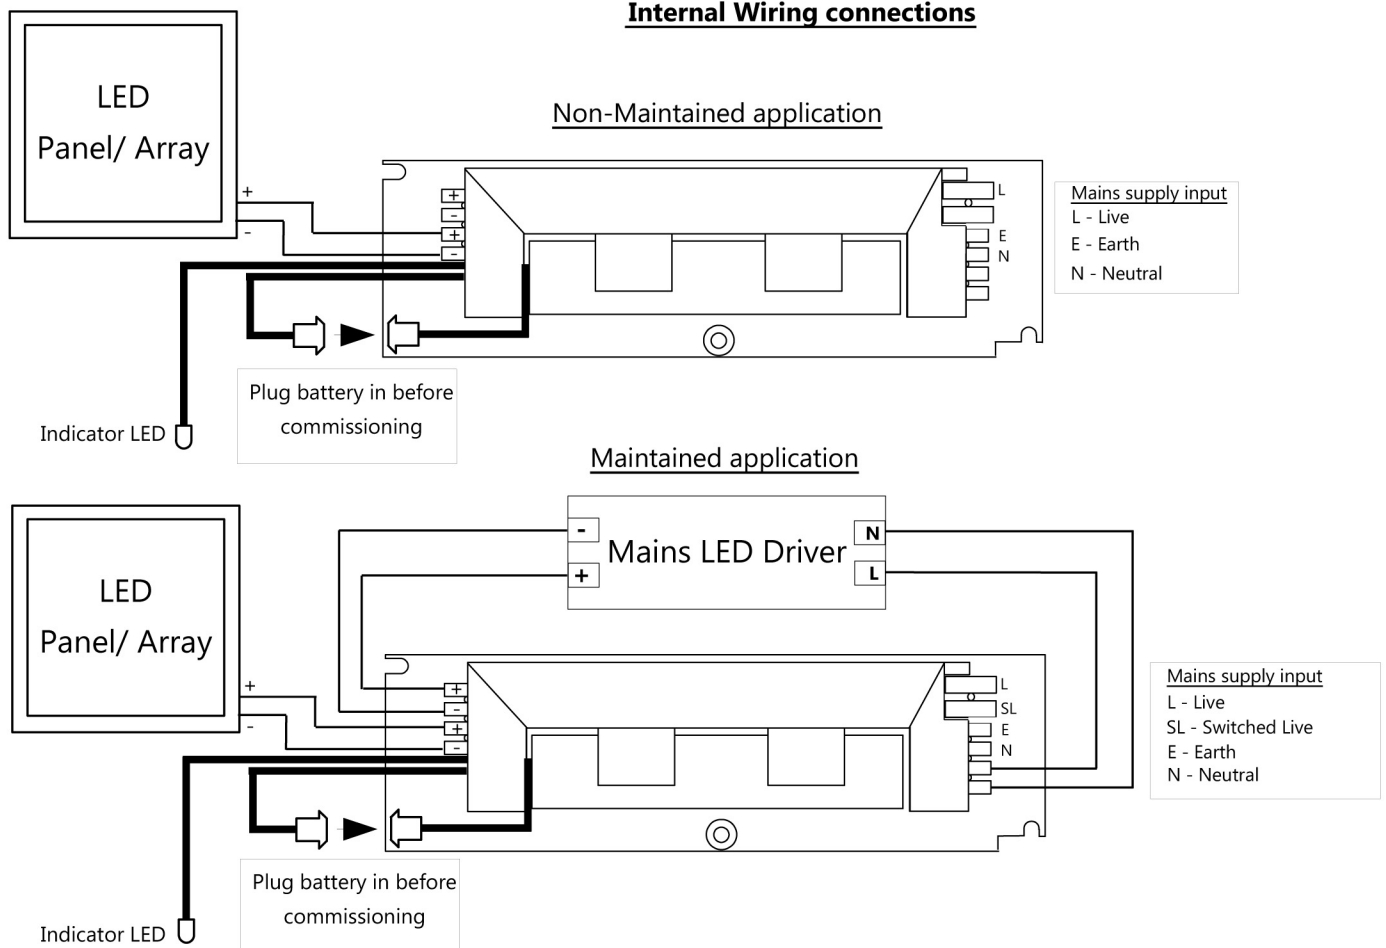 Internal Wiring connections
Non-Maintained application
LED
Panel/ Array
+
-
+
-
+
-
L
E
N
Mains supply input
L - Live
E - Earth
N - Neutral
Plug battery in before
commissioning
Indicator LED
Maintained application
-
+
Mains LED Driver
N
L
LED
Panel/ Array
+
-
+
-
+
-
L
SL
E
N
Mains supply input
L - Live
SL - Switched Live
E - Earth
N - Neutral
Plug battery in before
commissioning
Indicator LED